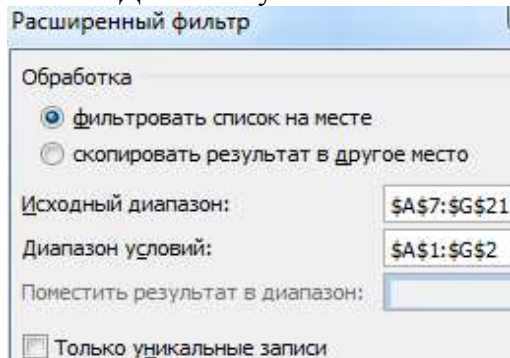 Расширенный фильтр
Обработка
фильтровать список на месте
скопировать результат в другое место
Исходный диапазон: $A$7:$G$21
Диапазон условий: $A$1:$G$2
Поместить результат в диапазон:
Только уникальные записи